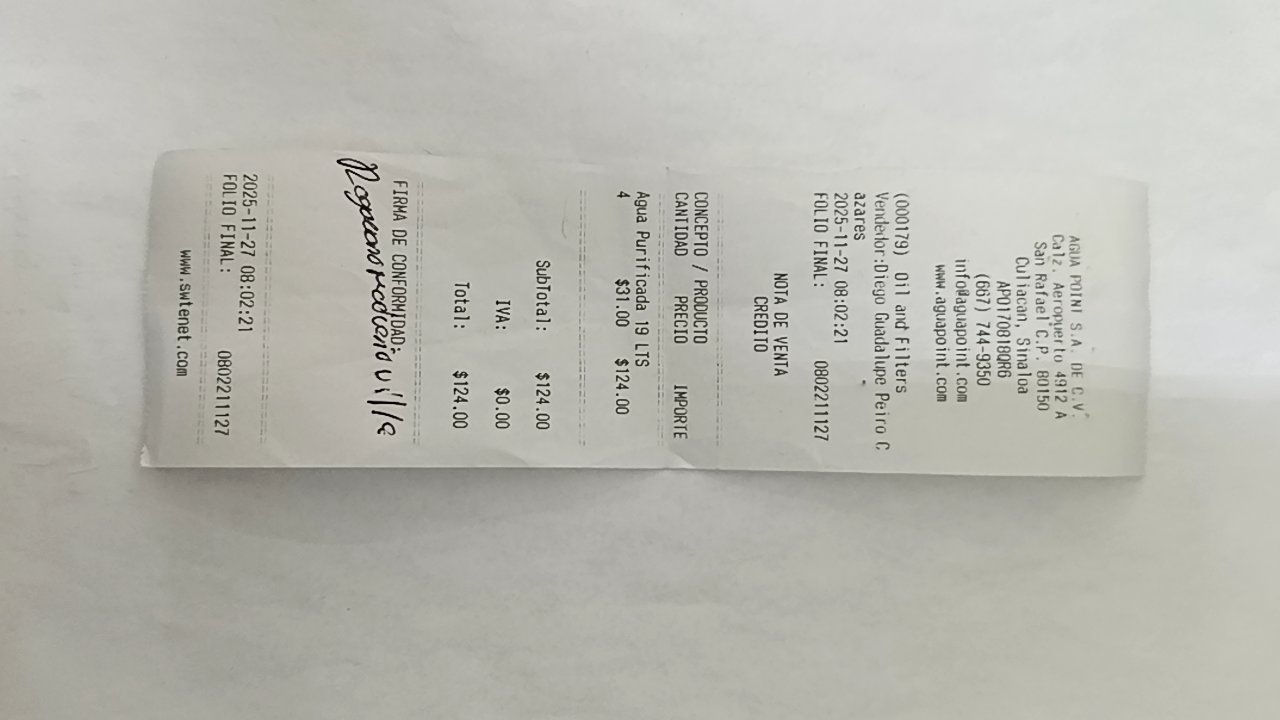 AGUA POINT S.A. DE C.V.
Calz. Aeropuerto 4912 A
San Rafael C.P. 80150
Culiacan, Sinaloa
APO170818QR6
(667) 744-9350
info@aguapoint.com
www.aguapoint.com
(000179) Oil and Filters
Vendedor:Diego Guadalupe Peiro C
azares
2025-11-27 08:02:21
FOLIO FINAL: 0802211127
NOTA DE VENTA
CREDITO
CONCEPTO / PRODUCTO
CANTIDAD PRECIO IMPORTE
Agua Purificada 19 LTS
4 $31.00 $124.00
SubTotal: $124.00
IVA: $0.00
Total: $124.00
FIRMA DE CONFORMIDAD:
2025-11-27 08:02:21
FOLIO FINAL: 0802211127
www.swtenet.com